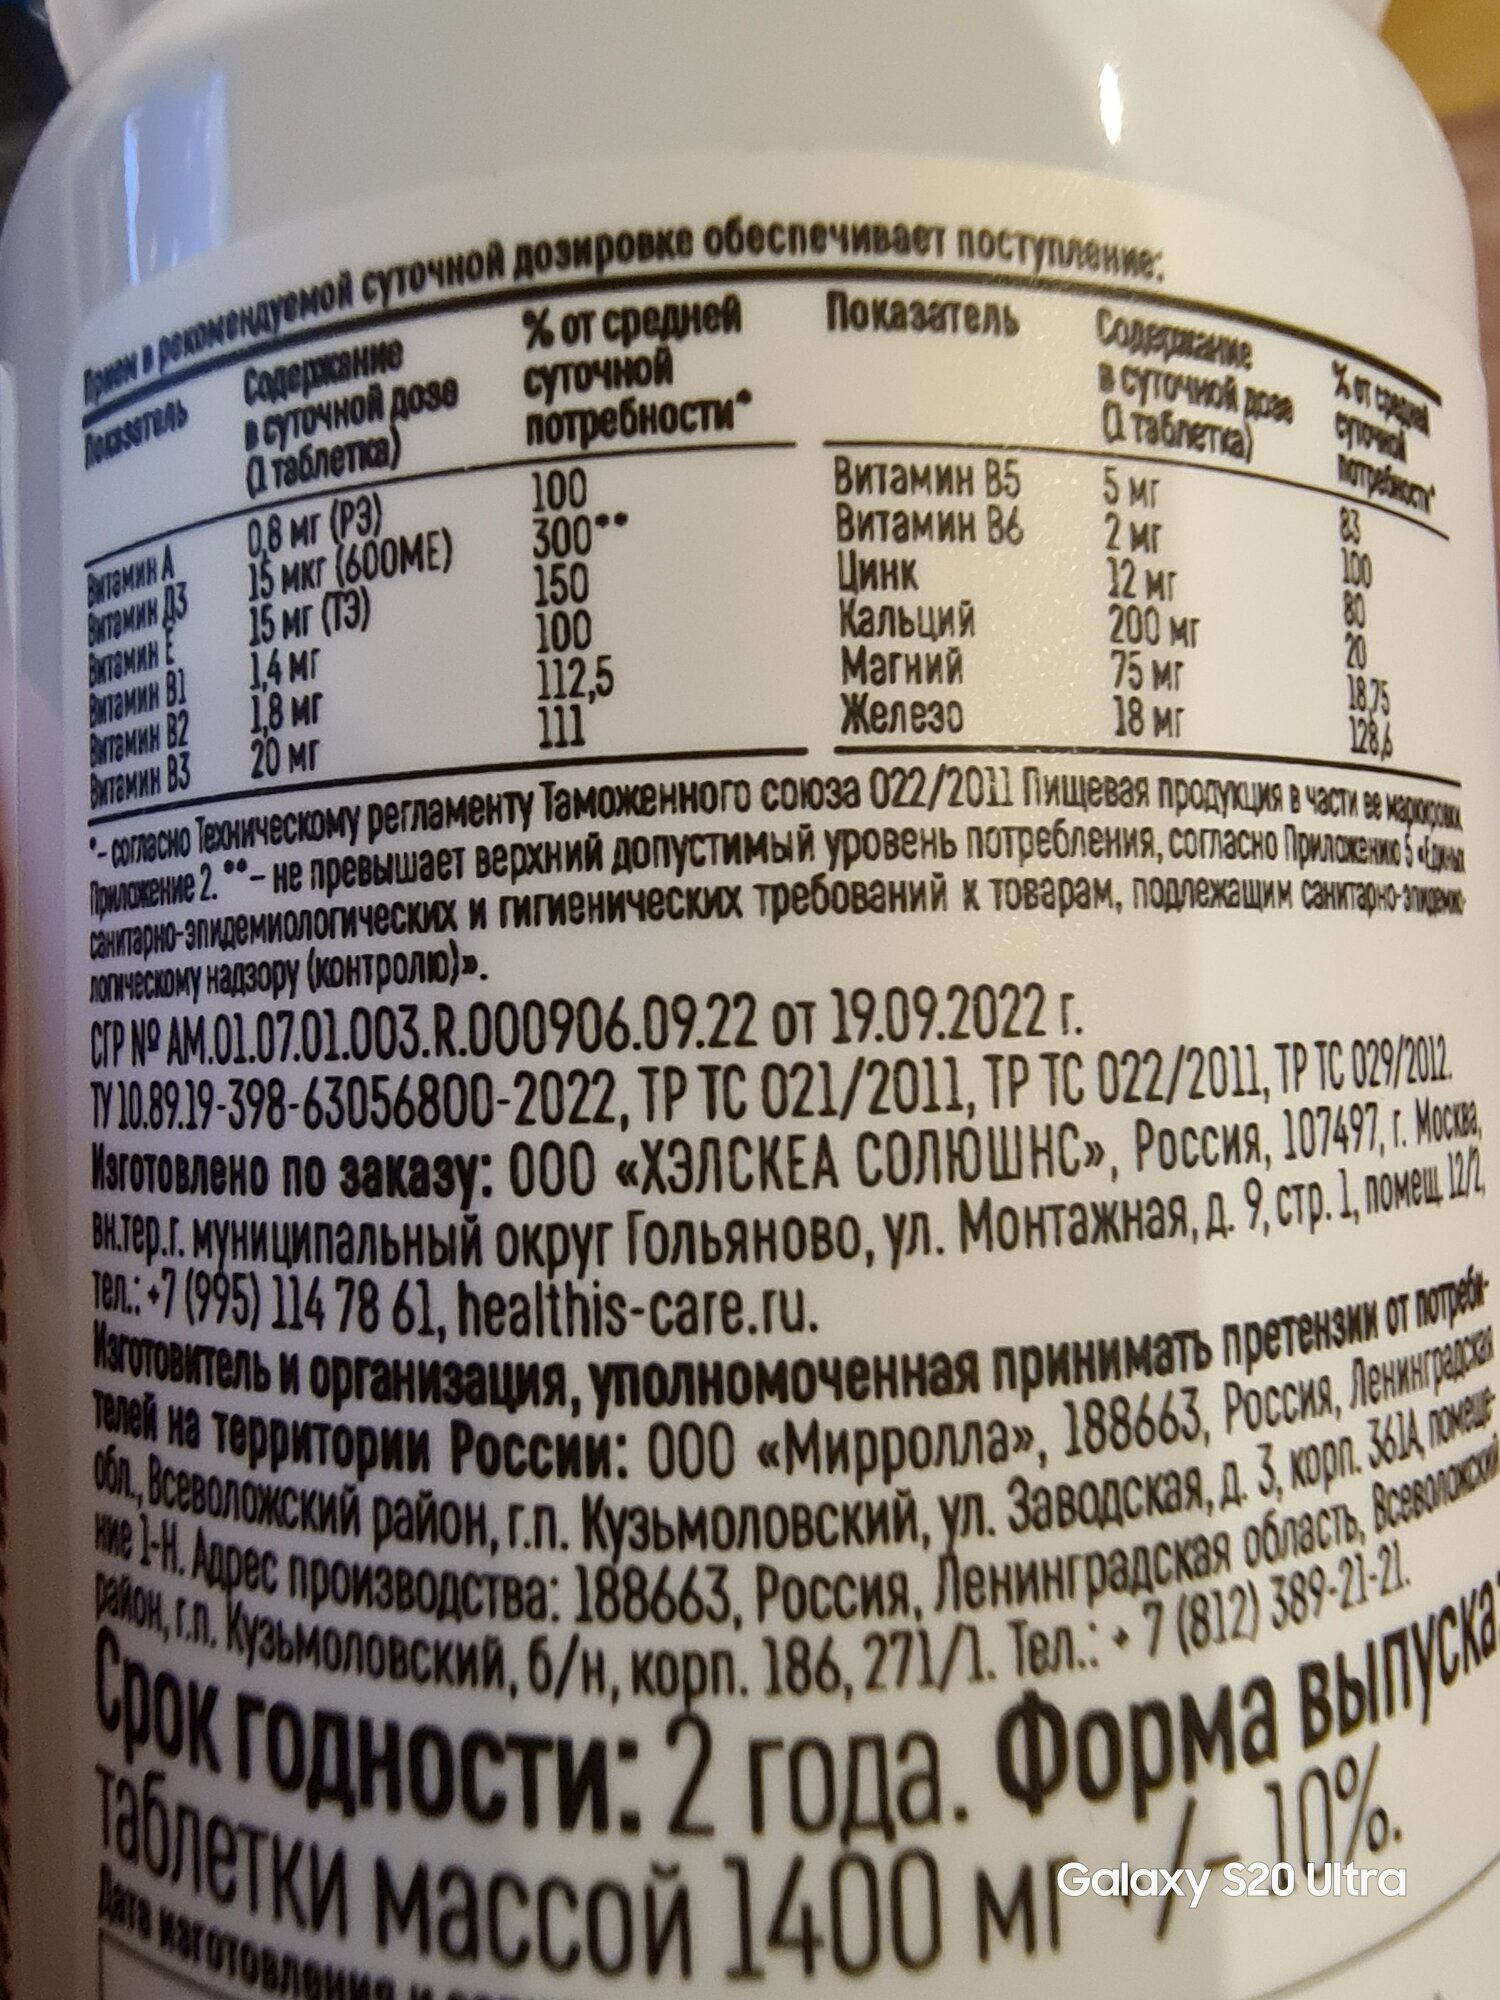 Прием в рекомендуемой суточной дозировке обеспечивает поступление:
Показатель Содержание в суточной дозе (1 таблетка) % от средней суточной потребности*
Витамин А 0,8 мг (РЭ) 100
Витамин Д3 15 мкг (600МЕ) 300**
Витамин Е 15 мг (ТЭ) 150
Витамин В1 1,4 мг 100
Витамин В2 1,8 мг 112,5
Витамин В3 20 мг 111
Показатель Содержание в суточной дозе (1 таблетка) % от средней суточной потребности*
Витамин В5 5 мг 83
Витамин В6 2 мг 100
Цинк 12 мг 80
Кальций 200 мг 20
Магний 75 мг 18,75
Железо 18 мг 128,6
*- согласно Техническому регламенту Таможенного союза 022/2011 Пищевая продукция в части ее маркировки
Приложение 2. **– не превышает верхний допустимый уровень потребления, согласно Приложению 5 «Единых
санитарно-эпидемиологических и гигиенических требований к товарам, подлежащим санитарно-эпидемио-
логическому надзору (контролю)».
СГР № AM.01.07.01.003.R.000906.09.22 от 19.09.2022 г.
ТУ 10.89.19-398-63056800-2022, ТР ТС 021/2011, ТР ТС 022/2011, ТР ТС 029/2012.
Изготовлено по заказу: ООО «ХЭЛСКЕА СОЛЮШНС», Россия, 107497, г. Москва,
вн.тер.г. муниципальный округ Гольяново, ул. Монтажная, д. 9, стр. 1, помещ. 12/2,
тел.: +7 (995) 114 78 61, healthis-care.ru.
Изготовитель и организация, уполномоченная принимать претензии от потреби-
телей на территории России: ООО «Мирролла», 188663, Россия, Ленинградская
обл., Всеволожский район, г.п. Кузьмоловский, ул. Заводская, д. 3, корп. 361А, помеще-
ние 1-Н. Адрес производства: 188663, Россия, Ленинградская область, Всеволожский
район, г.п. Кузьмоловский, б/н, корп. 186, 271/1. Тел.: + 7 (812) 389-21-21.
Срок годности: 2 года. Форма выпуска:
таблетки массой 1400 мг +/– 10%.
Дата изготовления и
Galaxy S20 Ultra